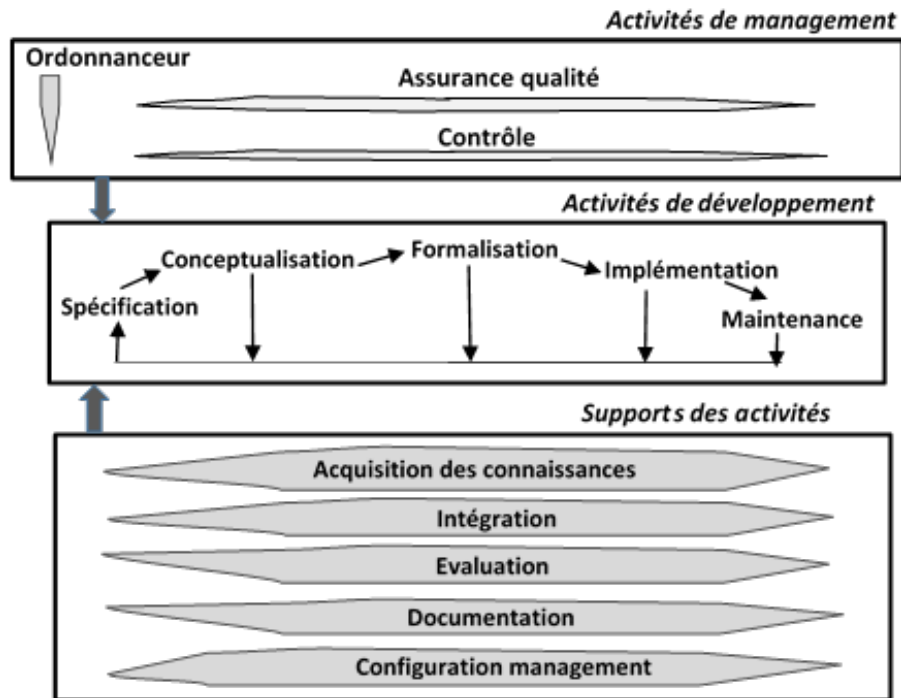 Activités de management
Ordonnanceur
Assurance qualité
Contrôle
Activités de développement
Conceptualisation
Formalisation
Implémentation
Spécification
Maintenance
Supports des activités
Acquisition des connaissances
Intégration
Evaluation
Documentation
Configuration management